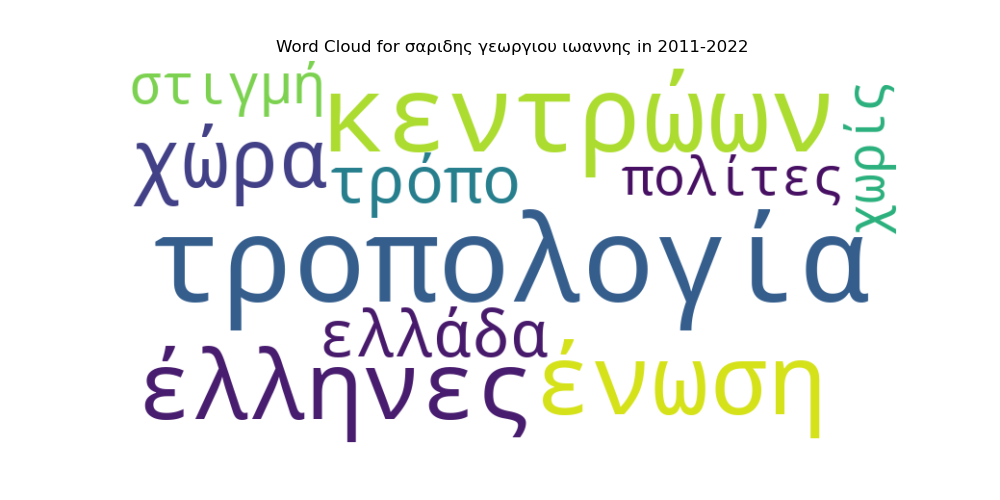 Word Cloud for σαριδης γεωργιου ιωαννης in 2011-2022
στιγμή
κεντρώων
χωρίς
χώρα
τρόπο
πολίτες
τροπολογία
ελλάδα
έλληνες
ένωση